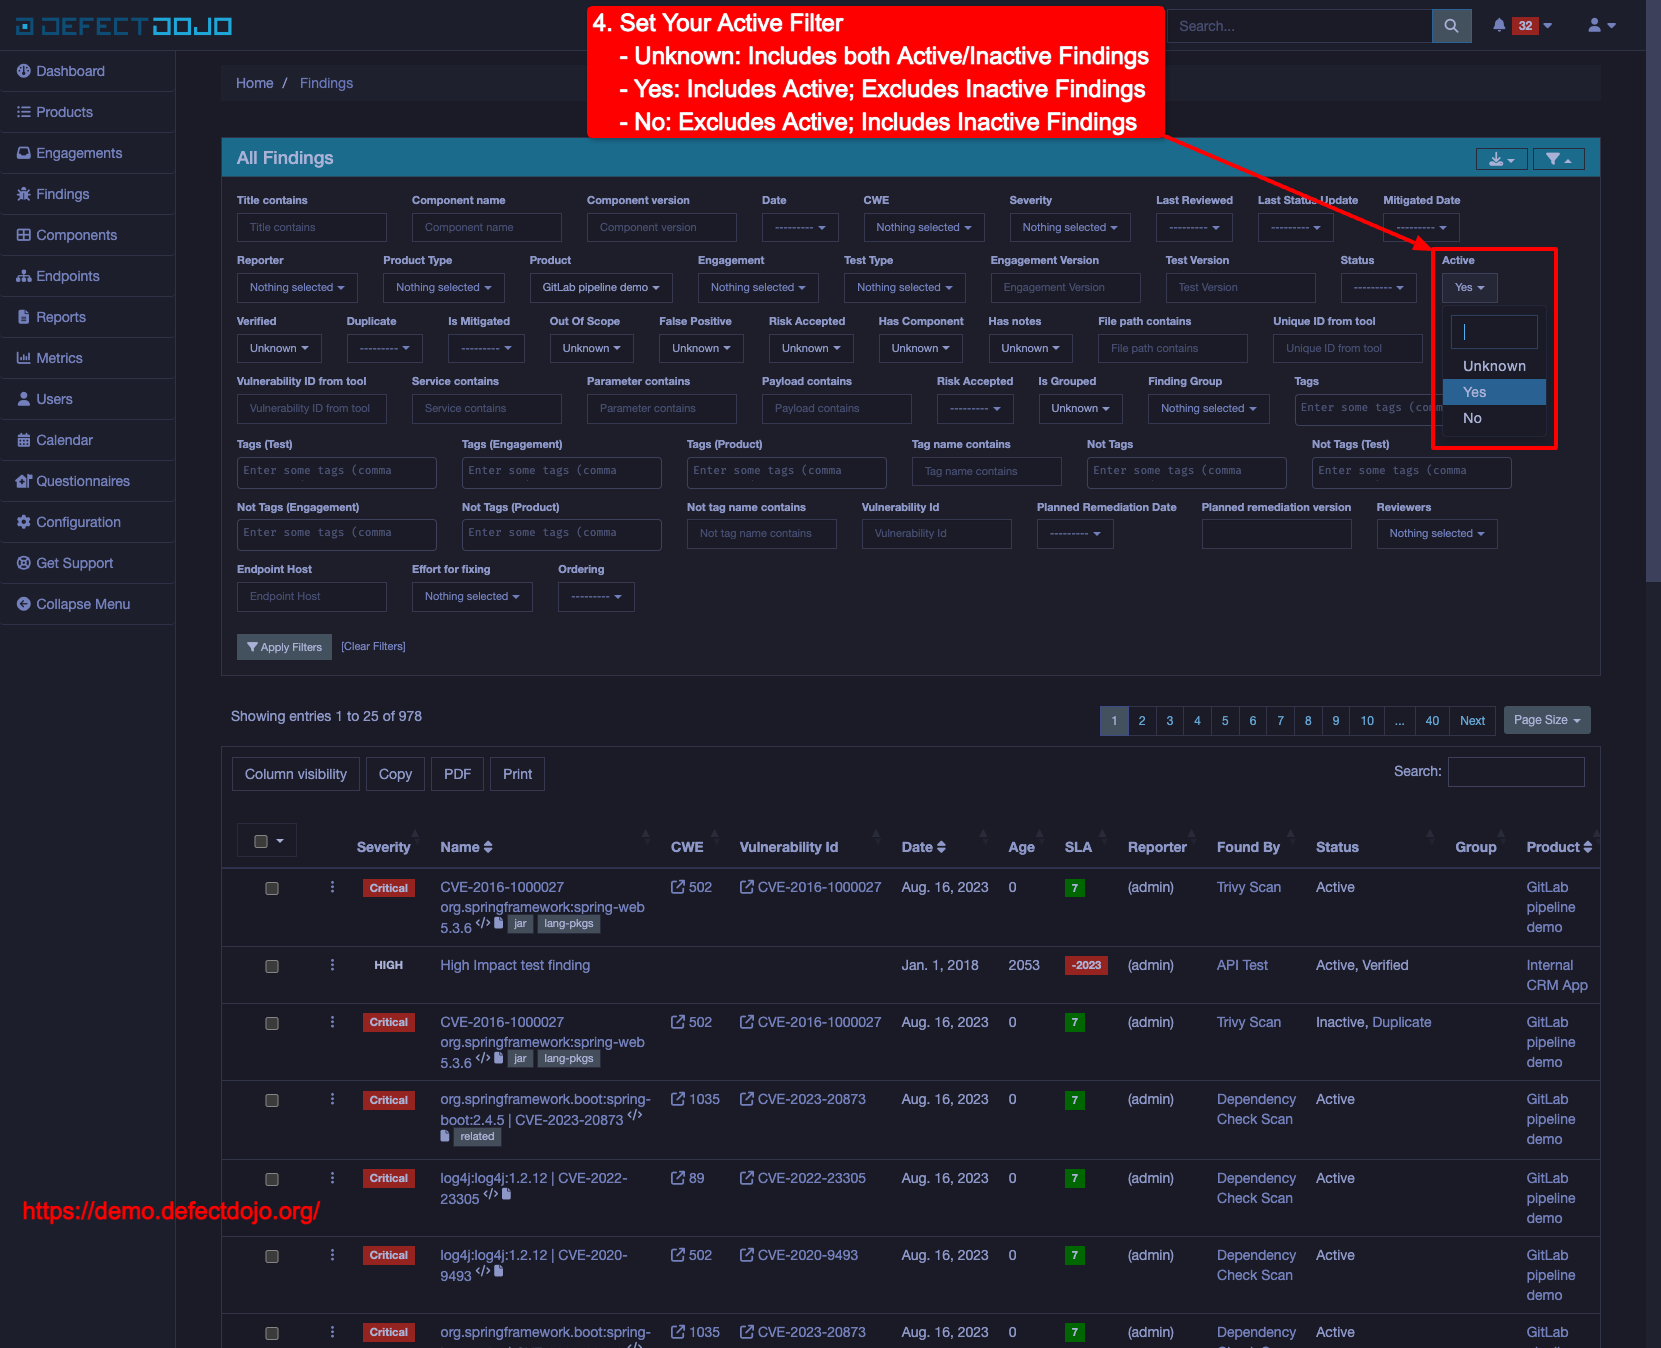 DEFECTDOJO
4. Set Your Active Filter
- Unknown: Includes both Active/Inactive Findings
- Yes: Includes Active; Excludes Inactive Findings
- No: Excludes Active; Includes Inactive Findings
Search...
32
Dashboard
Products
Engagements
Findings
Components
Endpoints
Reports
Metrics
Users
Calendar
Questionnaires
Configuration
Get Support
Collapse Menu
Home / Findings
All Findings
Title contains Component name Component version Date CWE Severity Last Reviewed Last Status Update Mitigated Date
Title contains Component name Component version --------- Nothing selected Nothing selected --------- --------- ---------
Reporter Product Type Product Engagement Test Type Engagement Version Test Version Status Active
Nothing selected Nothing selected GitLab pipeline demo Nothing selected Nothing selected Engagement Version Test Version --------- Yes
Unknown
Yes
No
Verified Duplicate Is Mitigated Out Of Scope False Positive Risk Accepted Has Component Has notes File path contains Unique ID from tool
Unknown --------- --------- Unknown Unknown Unknown Unknown Unknown File path contains Unique ID from tool
Vulnerability ID from tool Service contains Parameter contains Payload contains Risk Accepted Is Grouped Finding Group Tags
Vulnerability ID from tool Service contains Parameter contains Payload contains --------- Unknown Nothing selected Enter some tags (comm
Tags (Test) Tags (Engagement) Tags (Product) Tag name contains Not Tags Not Tags (Test)
Enter some tags (comma Enter some tags (comma Enter some tags (comma Tag name contains Enter some tags (comma Enter some tags (comma
Not Tags (Engagement) Not Tags (Product) Not tag name contains Vulnerability Id Planned Remediation Date Planned remediation version Reviewers
Enter some tags (comma Enter some tags (comma Not tag name contains Vulnerability Id --------- Nothing selected
Endpoint Host Effort for fixing Ordering
Endpoint Host Nothing selected ---------
Apply Filters [Clear Filters]
Showing entries 1 to 25 of 978
1 2 3 4 5 6 7 8 9 10 ... 40 Next Page Size
Column visibility Copy PDF Print Search:
Severity Name CWE Vulnerability Id Date Age SLA Reporter Found By Status Group Product
Critical CVE-2016-1000027 502 CVE-2016-1000027 Aug. 16, 2023 0 7 (admin) Trivy Scan Active GitLab
org.springframework:spring-web pipeline
5.3.6 jar lang-pkgs demo
HIGH High Impact test finding Jan. 1, 2018 2053 -2023 (admin) API Test Active, Verified Internal
CRM App
Critical CVE-2016-1000027 502 CVE-2016-1000027 Aug. 16, 2023 0 7 (admin) Trivy Scan Inactive, Duplicate GitLab
org.springframework:spring-web pipeline
5.3.6 jar lang-pkgs demo
Critical org.springframework.boot:spring- 1035 CVE-2023-20873 Aug. 16, 2023 0 7 (admin) Dependency Active GitLab
boot:2.4.5 | CVE-2023-20873 Check Scan pipeline
related demo
Critical log4j:log4j:1.2.12 | CVE-2022- 89 CVE-2022-23305 Aug. 16, 2023 0 7 (admin) Dependency Active GitLab
23305 Check Scan pipeline
demo
https://demo.defectdojo.org/
Critical log4j:log4j:1.2.12 | CVE-2020- 502 CVE-2020-9493 Aug. 16, 2023 0 7 (admin) Dependency Active GitLab
9493 Check Scan pipeline
demo
Critical org.springframework.boot:spring- 1035 CVE-2023-20873 Aug. 16, 2023 0 7 (admin) Dependency Active GitLab